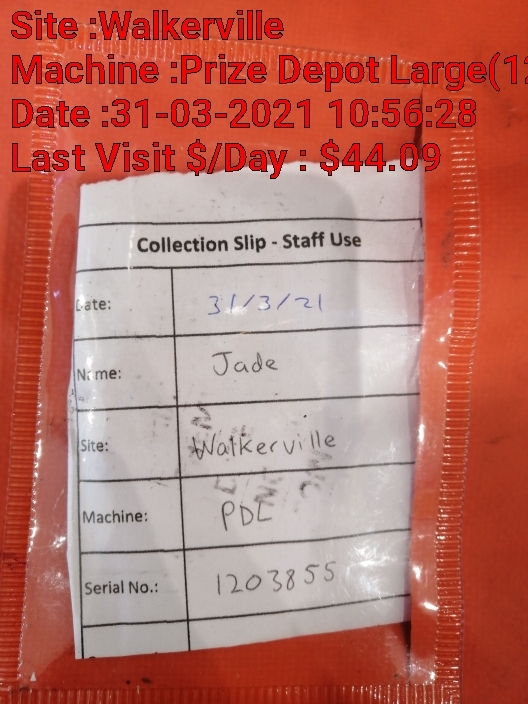 Site :Walkerville
Machine :Prize Depot Large(12
Date :31-03-2021 10:56:28
Last Visit $/Day : $44.09
Collection Slip - Staff Use
Date: 31/3/21
Name: Jade
Site: Walkerville
Machine: PDL
Serial No.: 1203855